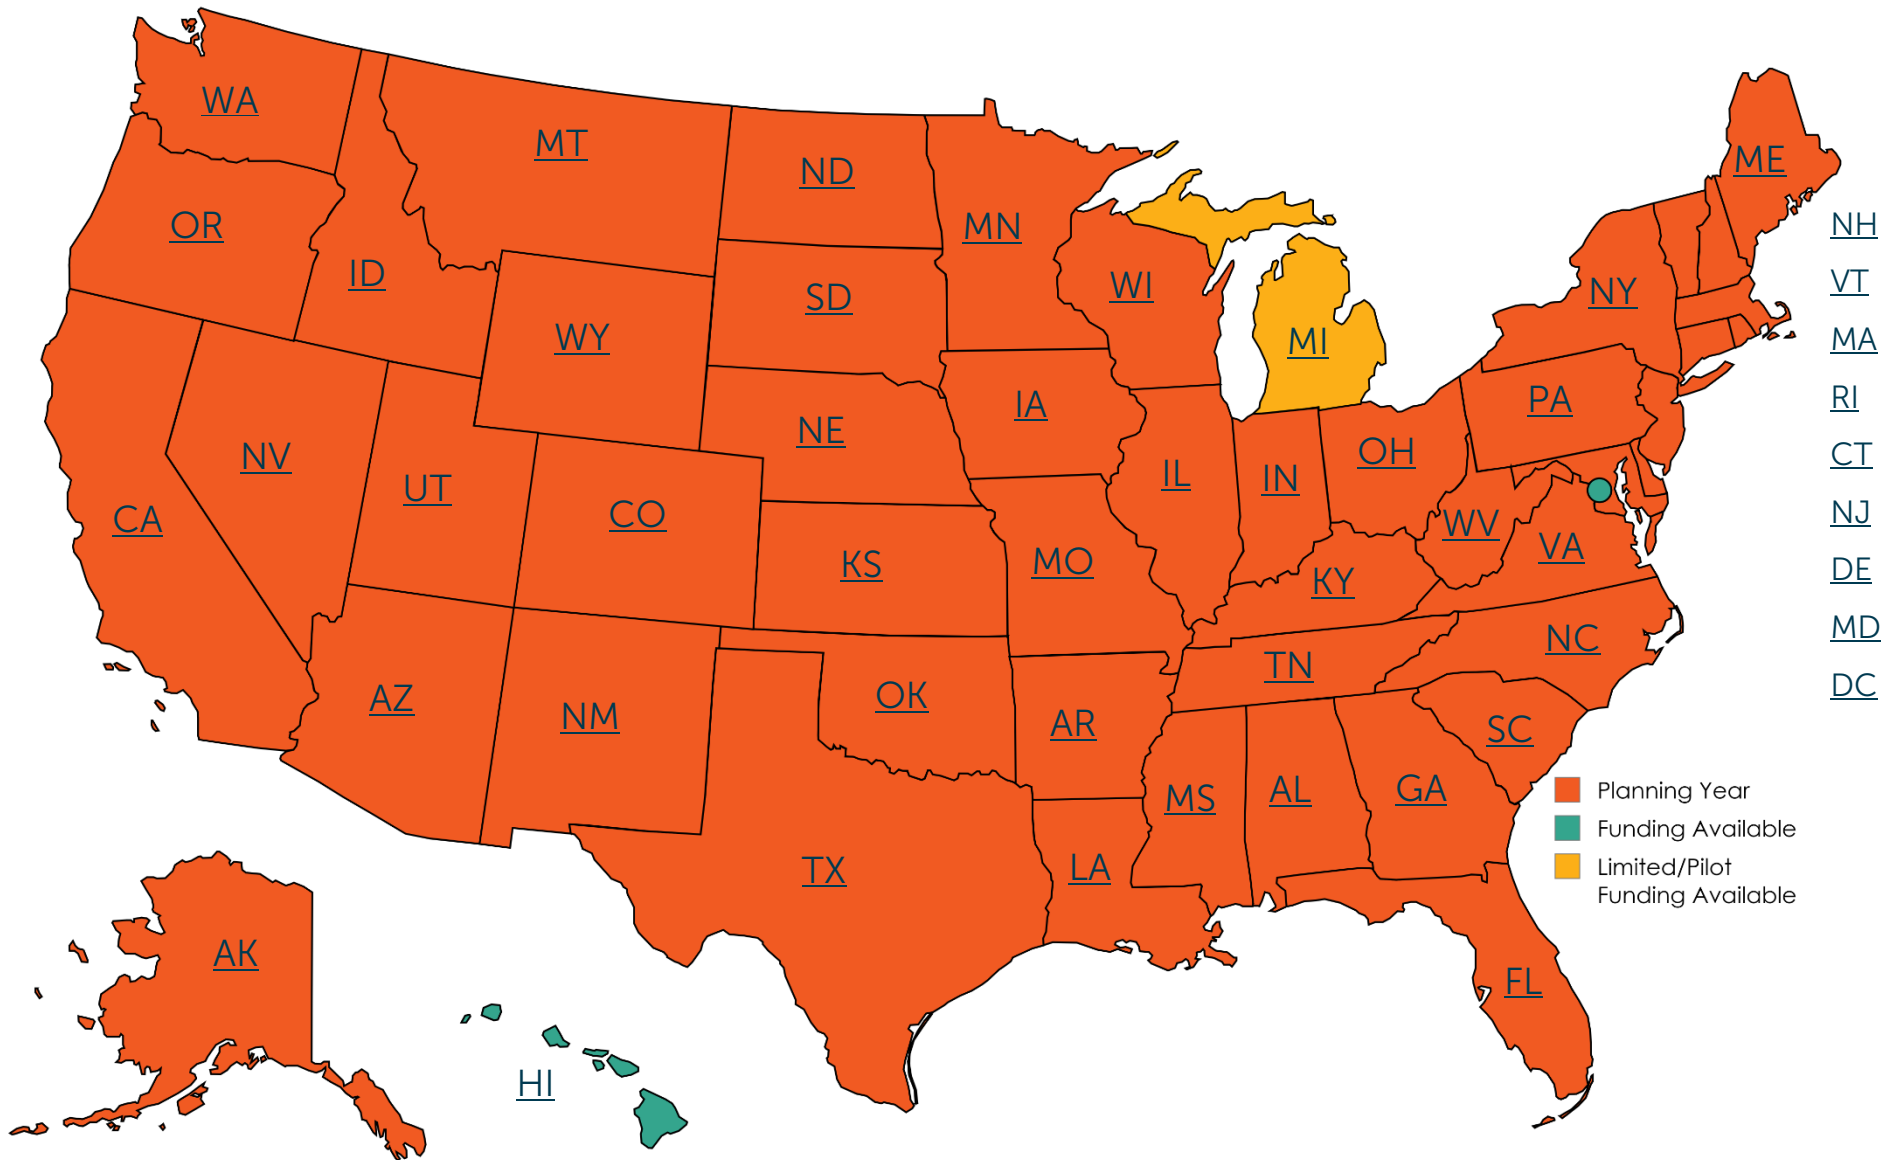 WA
MT
ND
MN
ME
OR
ID
SD
WI
NY
NH
VT
WY
MI
MA
NE
IA
PA
RI
NV
UT
CO
IL
IN
OH
CT
CA
KS
MO
KY
WV
VA
NJ
DE
AZ
NM
OK
AR
TN
NC
MD
DC
TX
LA
MS
AL
GA
SC
Planning Year
Funding Available
Limited/Pilot
Funding Available
AK
HI
FL